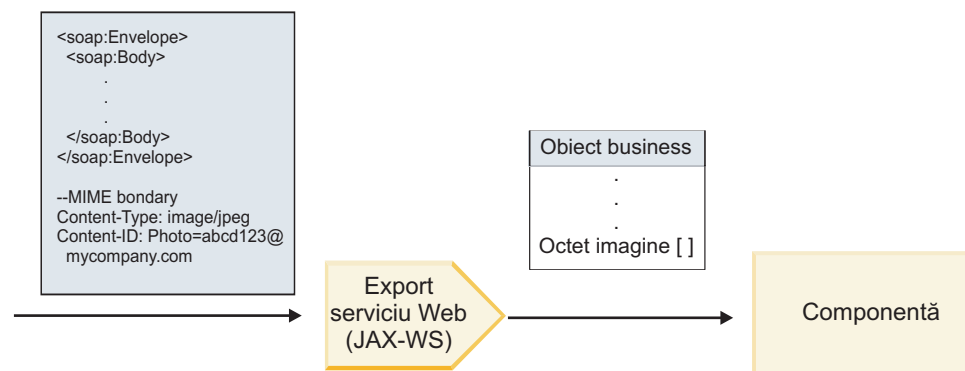 <soap:Envelope>
<soap:Body>
.
.
.
</soap:Body>
</soap:Envelope>
--MIME bondary
Content-Type: image/jpeg
Content-ID: Photo=abcd123@
mycompany.com
Export
serviciu Web
(JAX-WS)
Obiect business
.
.
.
Octet imagine [ ]
Componentă